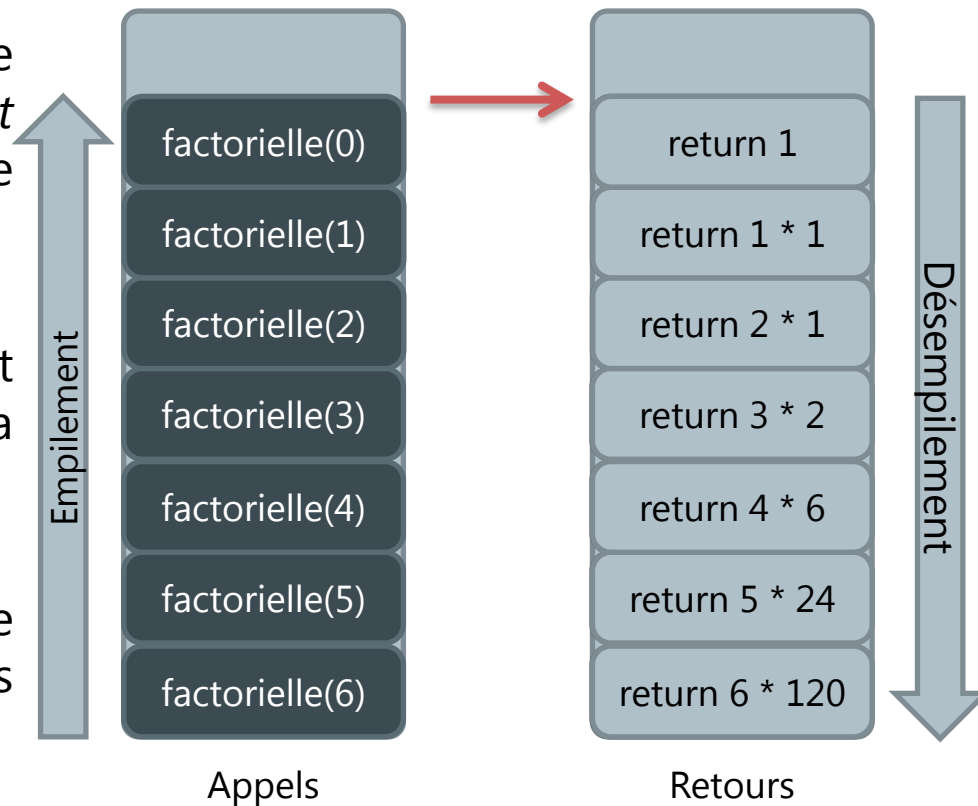 e
t
e
t
a
e
s
Empilement
factorielle(0)
factorielle(1)
factorielle(2)
factorielle(3)
factorielle(4)
factorielle(5)
factorielle(6)
Appels
return 1
return 1 * 1
return 2 * 1
return 3 * 2
return 4 * 6
return 5 * 24
return 6 * 120
Retours
Désempilement